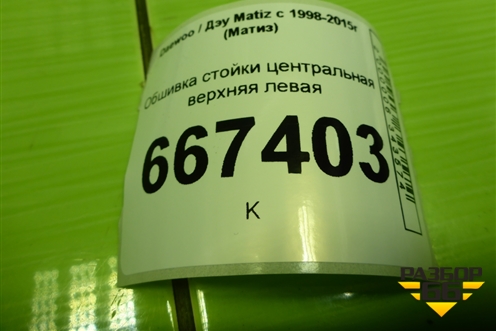 Daewoo / Дэу Matiz с 1998-2015г
(Матиз)
Обшивка стойки центральная
верхняя левая
667403
К
РАЗБОР